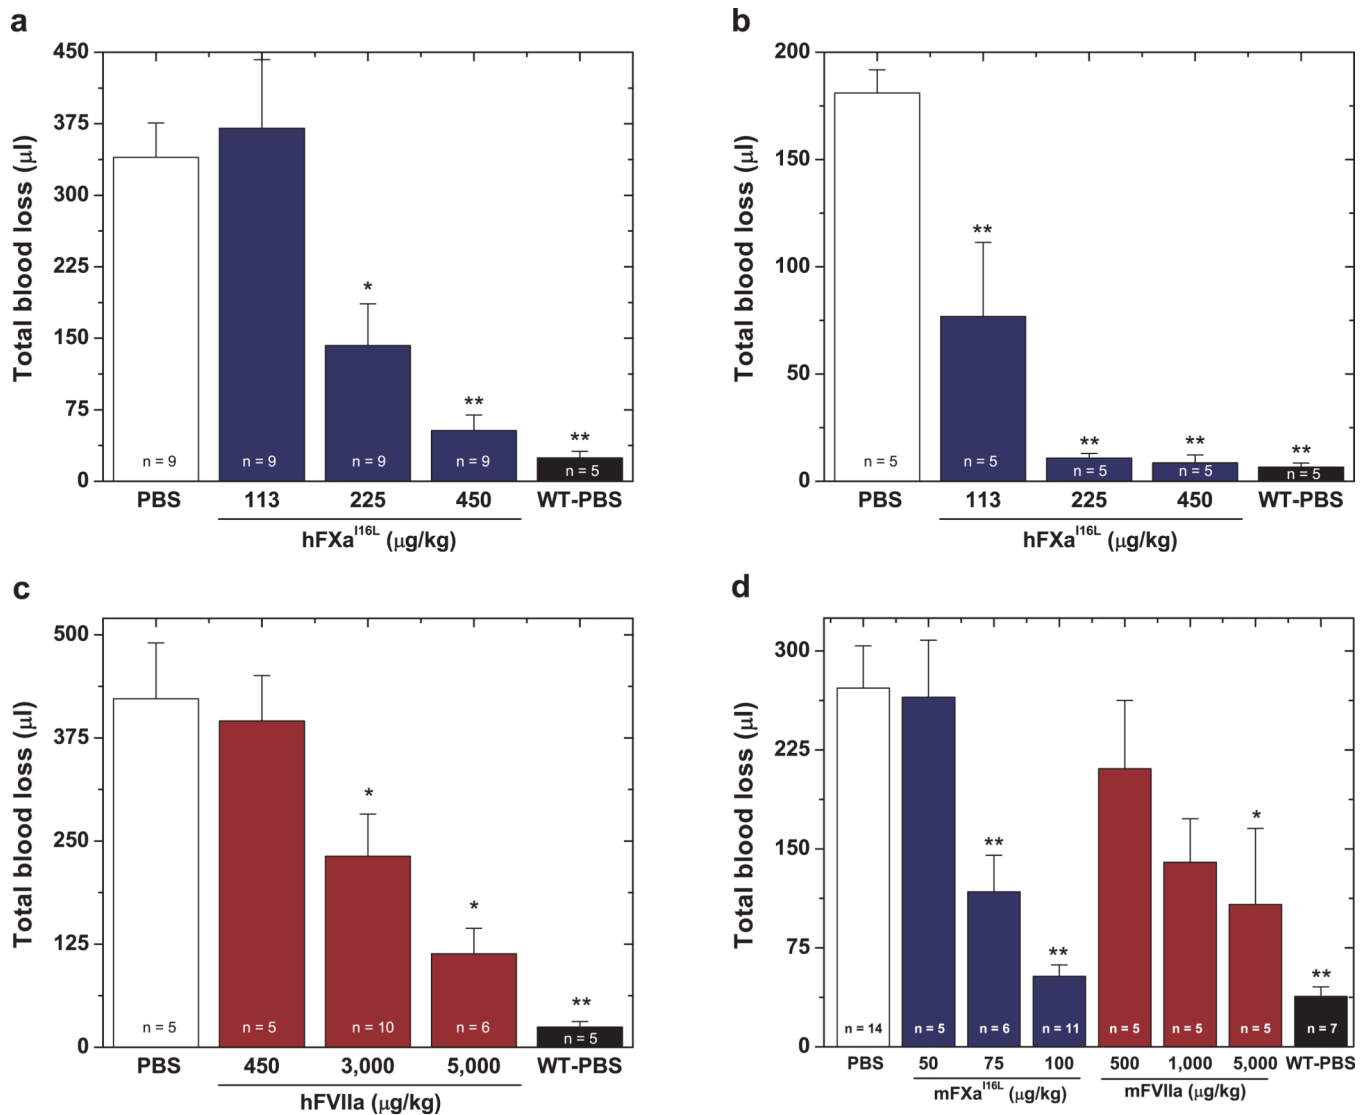 a
450
375
300
225
150
75
0
Total blood loss (µl)
*
**
**
n = 9
n = 9
n = 9
n = 9
n = 5
PBS
113
225
450
WT-PBS
hFXa^I16L (µg/kg)
b
200
150
100
50
0
Total blood loss (µl)
**
**
**
**
n = 5
n = 5
n = 5
n = 5
n = 5
PBS
113
225
450
WT-PBS
hFXa^I16L (µg/kg)
c
500
375
250
125
0
Total blood loss (µl)
*
*
**
n = 5
n = 5
n = 10
n = 6
n = 5
PBS
450
3,000
5,000
WT-PBS
hFVIIa (µg/kg)
d
300
225
150
75
0
Total blood loss (µl)
**
**
*
**
n = 14
n = 5
n = 6
n = 11
n = 5
n = 5
n = 5
n = 7
PBS
50
75
100
500
1,000
5,000
WT-PBS
mFXa^I16L (µg/kg)
mFVIIa (µg/kg)